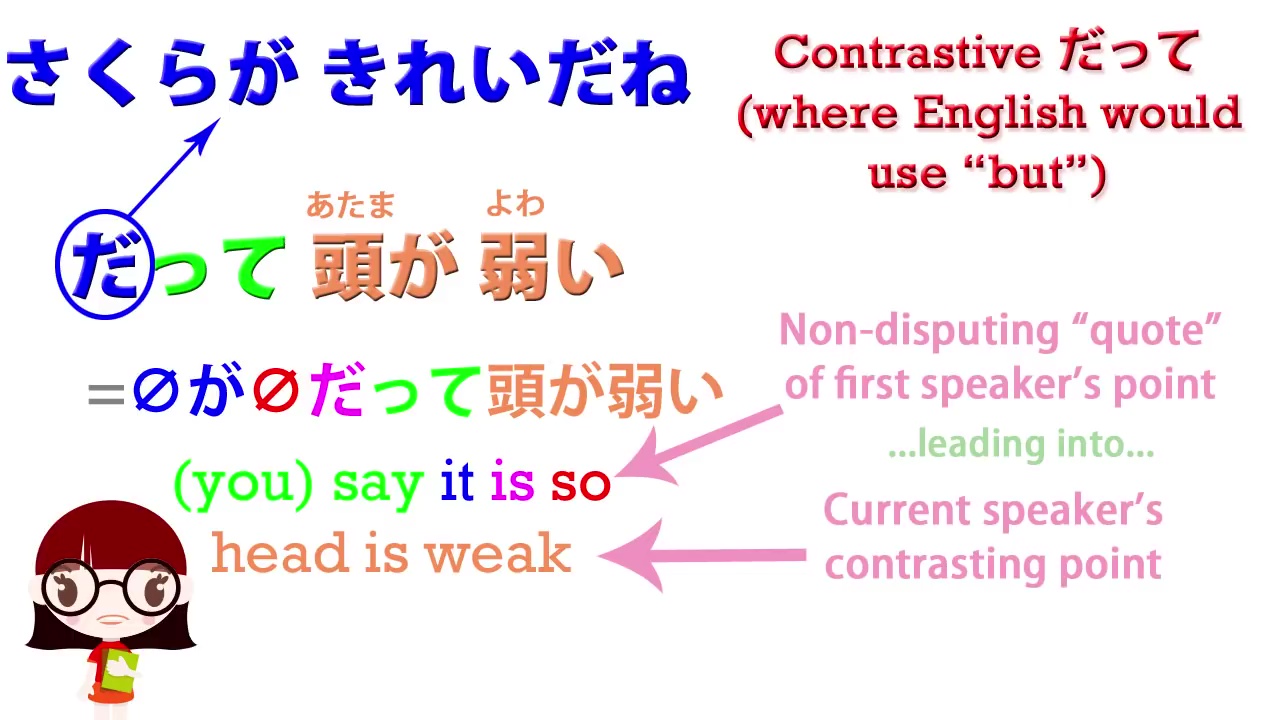 さくらが きれいだね
Contrastive だって
(where English would
use “but”)
あたま よわ
だって 頭が 弱い
=∅が∅だって頭が弱い
(you) say it is so
head is weak
Non-disputing “quote”
of first speaker’s point
...leading into...
Current speaker’s
contrasting point